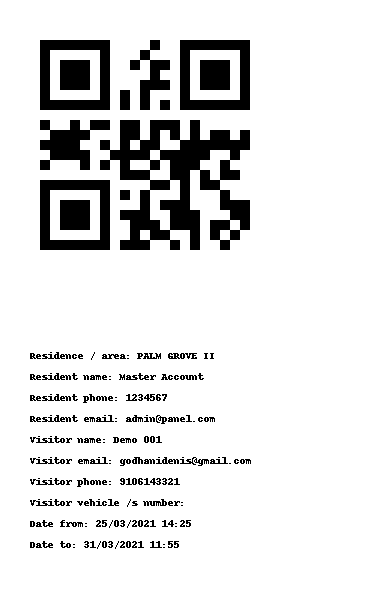 Residence / area: PALM GROVE II
Resident name: Master Account
Resident phone: 1234567
Resident email: admin@panel.com
Visitor name: Demo 001
Visitor email: godhanidenis@gmail.com
Visitor phone: 9106143321
Visitor vehicle /s number:
Date from: 25/03/2021 14:25
Date to: 31/03/2021 11:55